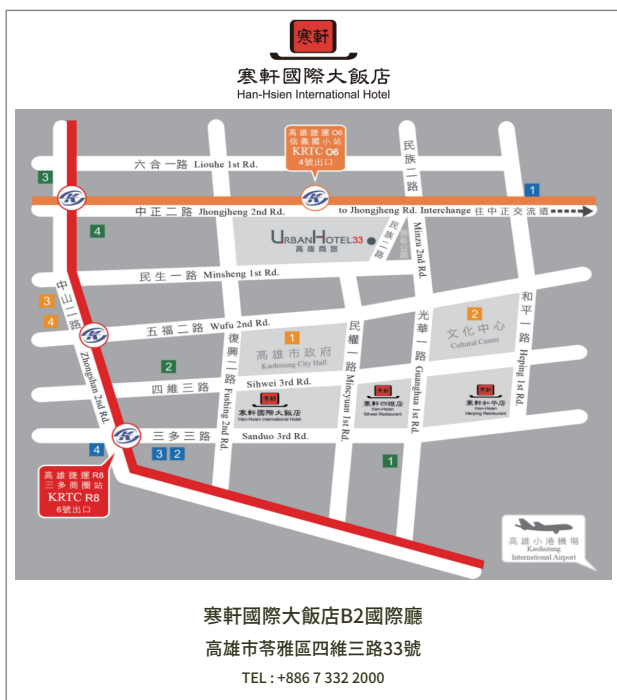 寒軒
寒軒國際大飯店
Han-Hsien International Hotel
高雄捷運O6
信義國小站
KRTC O6
4號出口
民族二路
Minzu 2nd Rd.
六合一路 Liouhe 1st Rd.
3
1
中正二路 Jhongjheng 2nd Rd.
to Jhongjheng Rd. Interchange 往中正交流道
4
URBANHOTEL33
高雄商旅
民族二路
民生一路 Minsheng 1st Rd.
中山二路
Zhongshan 2nd Rd.
3
4
五福二路 Wufu 2nd Rd.
復興二路
Fushing 2nd Rd.
1
高雄市政府
Kaohsiung City Hall
民權一路
Mincyuan 1st Rd.
光華一路
Guanghua 1st Rd.
2
文化中心
Cultural Center
和平一路
Heping 1st Rd.
2
四維三路 Sihwei 3rd Rd.
寒軒國際大飯店
Han-Hsien International Hotel
寒軒四維店
Han-Hsien
Sihwei Restaurant
寒軒和平店
Han-Hsien
Herping Restaurant
三多三路 Sanduo 3rd Rd.
4
3
2
1
高雄捷運R8
三多商圈站
KRTC R8
6號出口
高雄小港機場
Kaohsiung
International Airport
寒軒國際大飯店B2國際廳
高雄市苓雅區四維三路33號
TEL : +886 7 332 2000